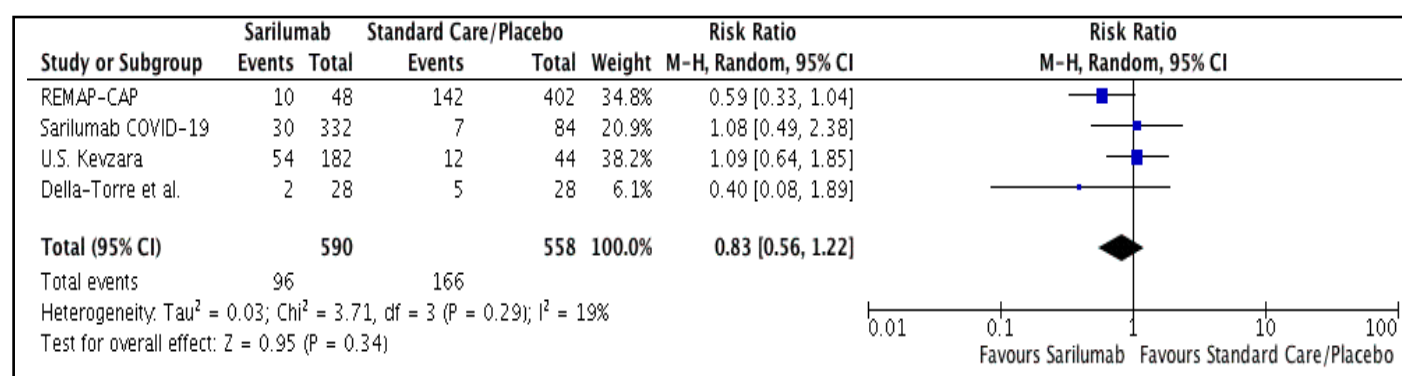 Sarilumab Standard Care/Placebo Risk Ratio Risk Ratio
Study or Subgroup Events Total Events Total Weight M-H, Random, 95% CI M-H, Random, 95% CI
REMAP-CAP 10 48 142 402 34.8% 0.59 [0.33, 1.04]
Sarilumab COVID-19 30 332 7 84 20.9% 1.08 [0.49, 2.38]
U.S. Kevzara 54 182 12 44 38.2% 1.09 [0.64, 1.85]
Della-Torre et al. 2 28 5 28 6.1% 0.40 [0.08, 1.89]
Total (95% CI) 590 558 100.0% 0.83 [0.56, 1.22]
Total events 96 166
Heterogeneity: Tau² = 0.03; Chi² = 3.71, df = 3 (P = 0.29); I² = 19%
Test for overall effect: Z = 0.95 (P = 0.34)
0.01 0.1 1 10 100
Favours Sarilumab Favours Standard Care/Placebo